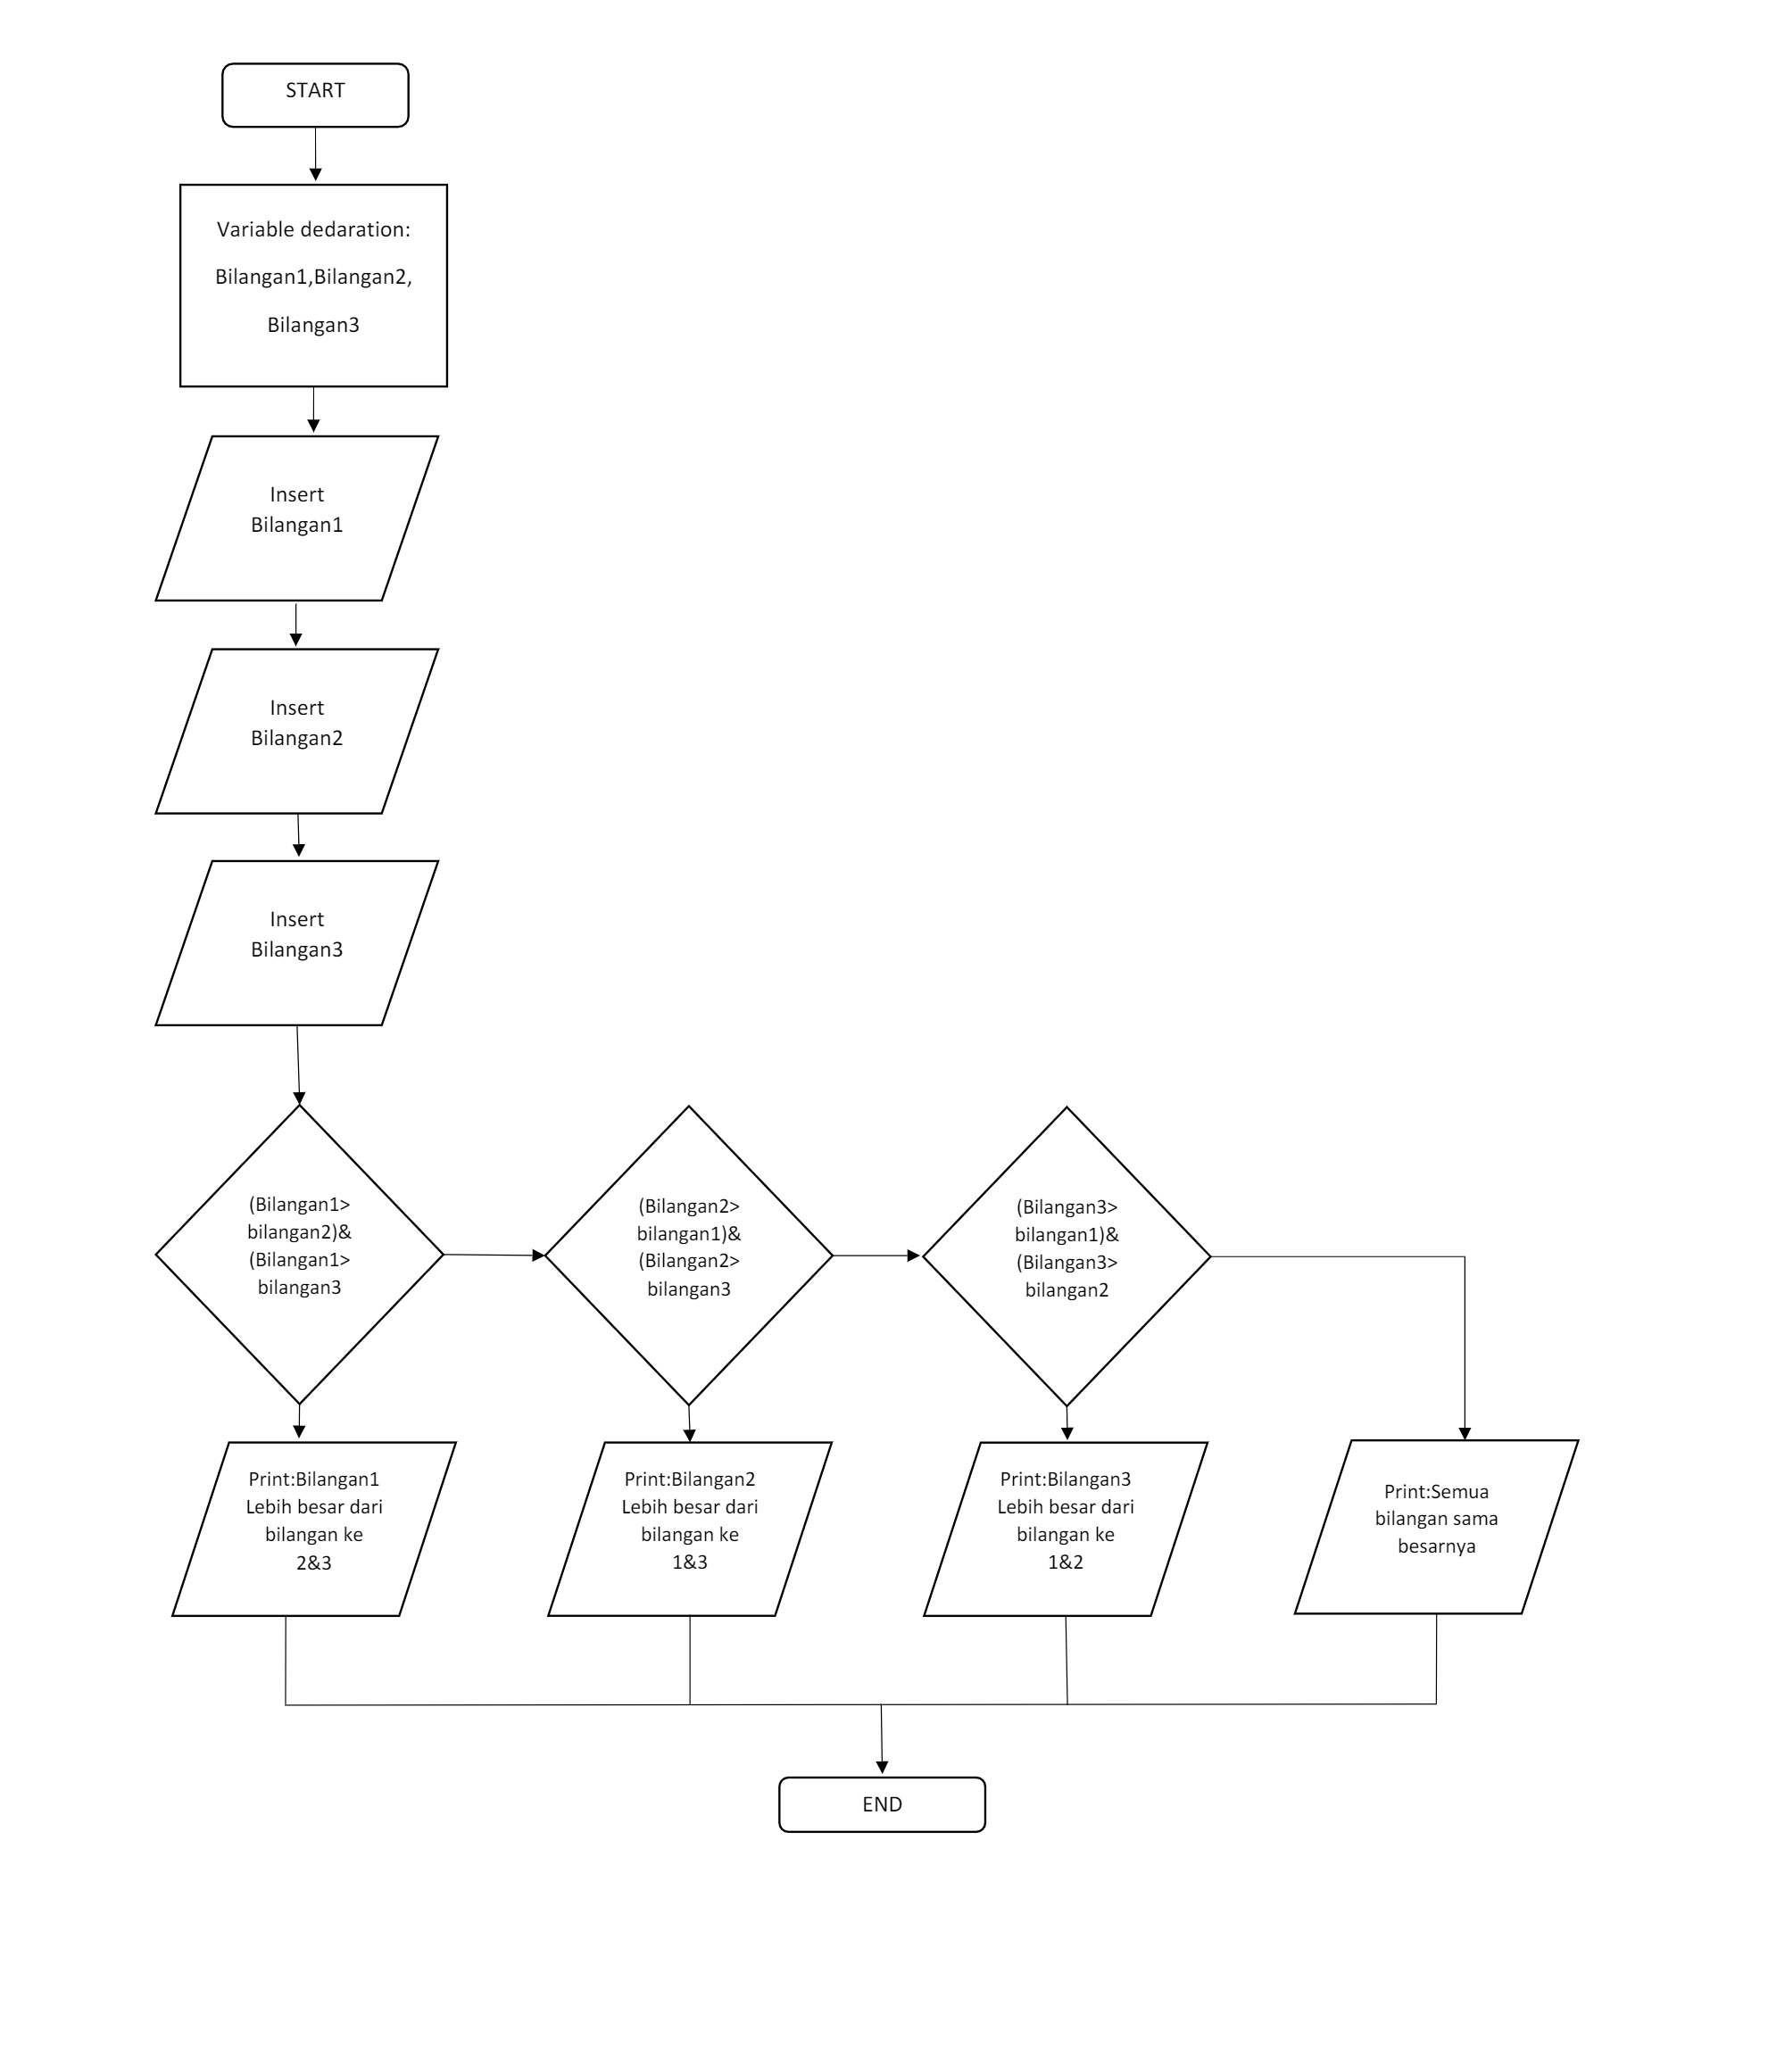 START
Variable dedaration:
Bilangan1,Bilangan2,
Bilangan3
Insert
Bilangan1
Insert
Bilangan2
Insert
Bilangan3
(Bilangan1>
bilangan2)&
(Bilangan1>
bilangan3
(Bilangan2>
bilangan1)&
(Bilangan2>
bilangan3
(Bilangan3>
bilangan1)&
(Bilangan3>
bilangan2
Print:Bilangan1
Lebih besar dari
bilangan ke
2&3
Print:Bilangan2
Lebih besar dari
bilangan ke
1&3
Print:Bilangan3
Lebih besar dari
bilangan ke
1&2
Print:Semua
bilangan sama
besarnya
END